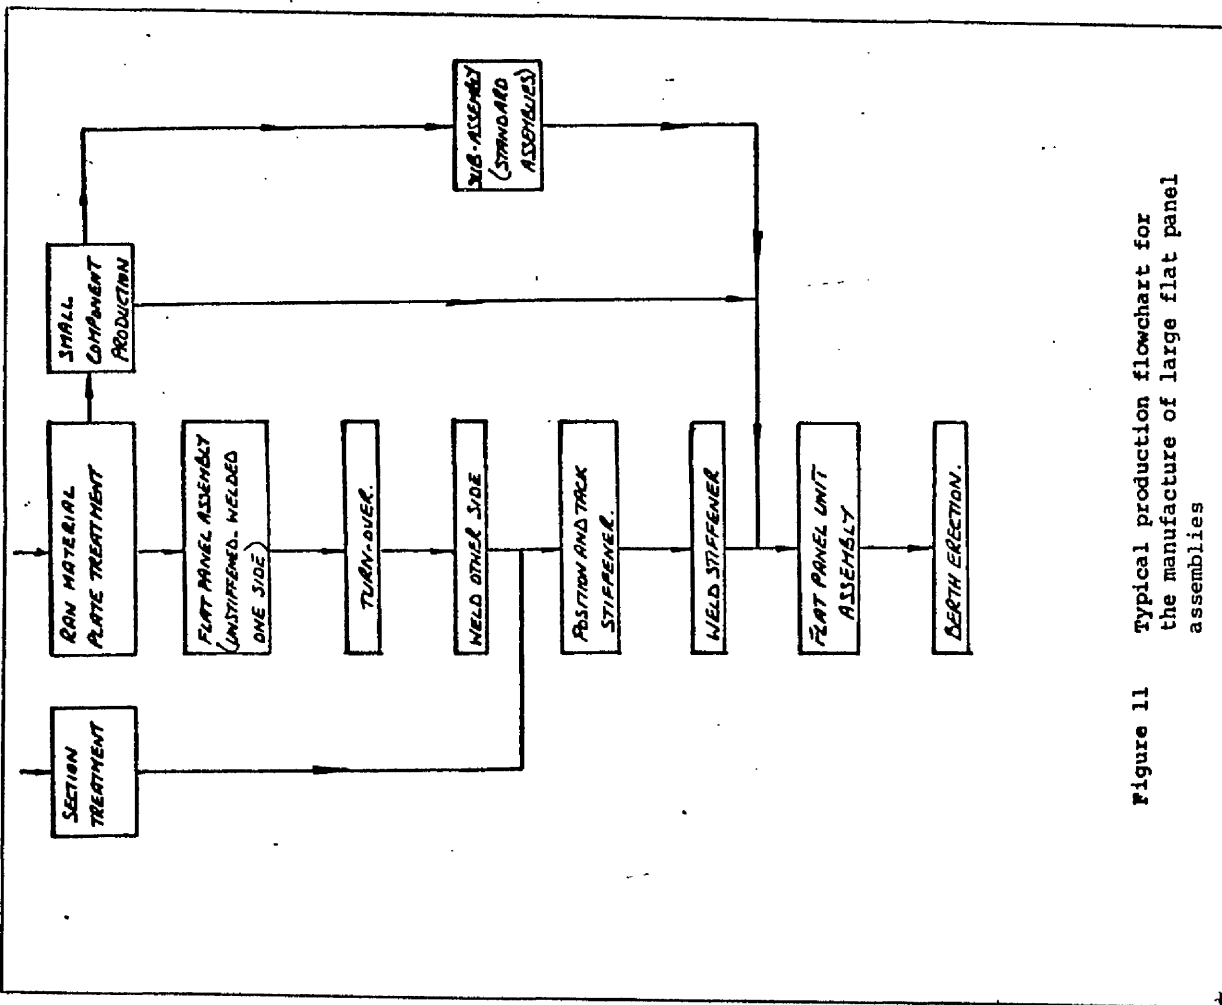 SECTION
TREATMENT
RAW MATERIAL
PLATE TREATMENT
SMALL
COMPONENT
PRODUCTION
FLAT PANEL ASSEMBLY
(UNSTIFFENED - WELDED
ONE SIDE)
TURN-OVER.
WELD OTHER SIDE
SUB-ASSEMBLY
(STANDARD
ASSEMBLIES)
POSITION AND TACK
STIFFENER.
WELD STIFFENER
FLAT PANEL UNIT
ASSEMBLY
BERTH ERECTION.
Figure 11 Typical production flowchart for
the manufacture of large flat panel
assemblies